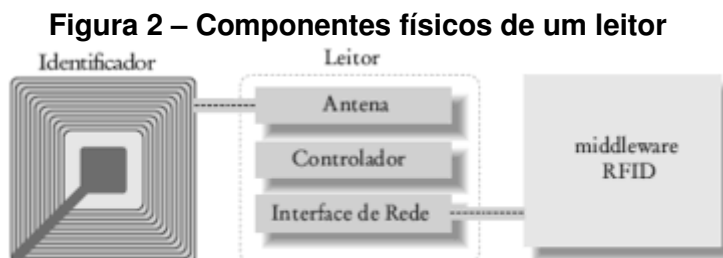 Figura 2 – Componentes físicos de um leitor
Identificador
Leitor
Antena
Controlador
Interface de Rede
middleware
RFID